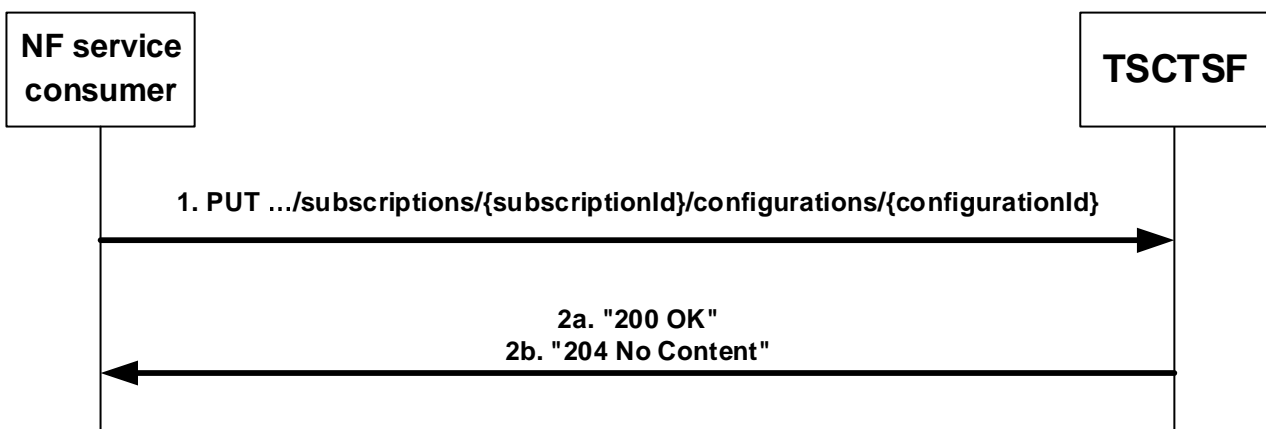 NF service
consumer
TSCTSF
1. PUT …/subscriptions/{subscriptionId}/configurations/{configurationId}
2a. "200 OK"
2b. "204 No Content"